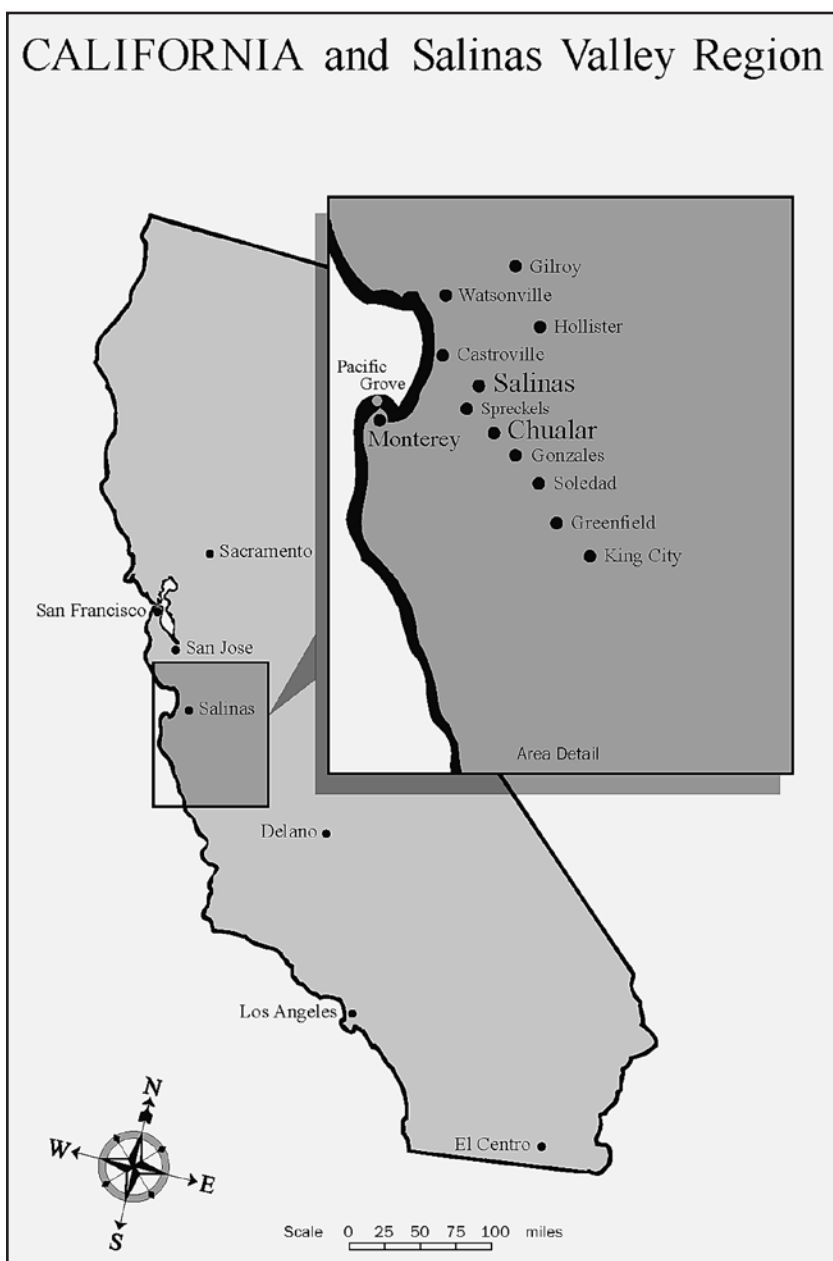 CALIFORNIA and Salinas Valley Region
Gilroy
Watsonville
Hollister
Castroville
Pacific
Grove
Salinas
Spreckels
Monterey
Chualar
Gonzales
Soledad
Greenfield
King City
Area Detail
Sacramento
San Francisco
San Jose
Salinas
Delano
Los Angeles
El Centro
N
W
E
S
Scale 0 25 50 75 100 miles